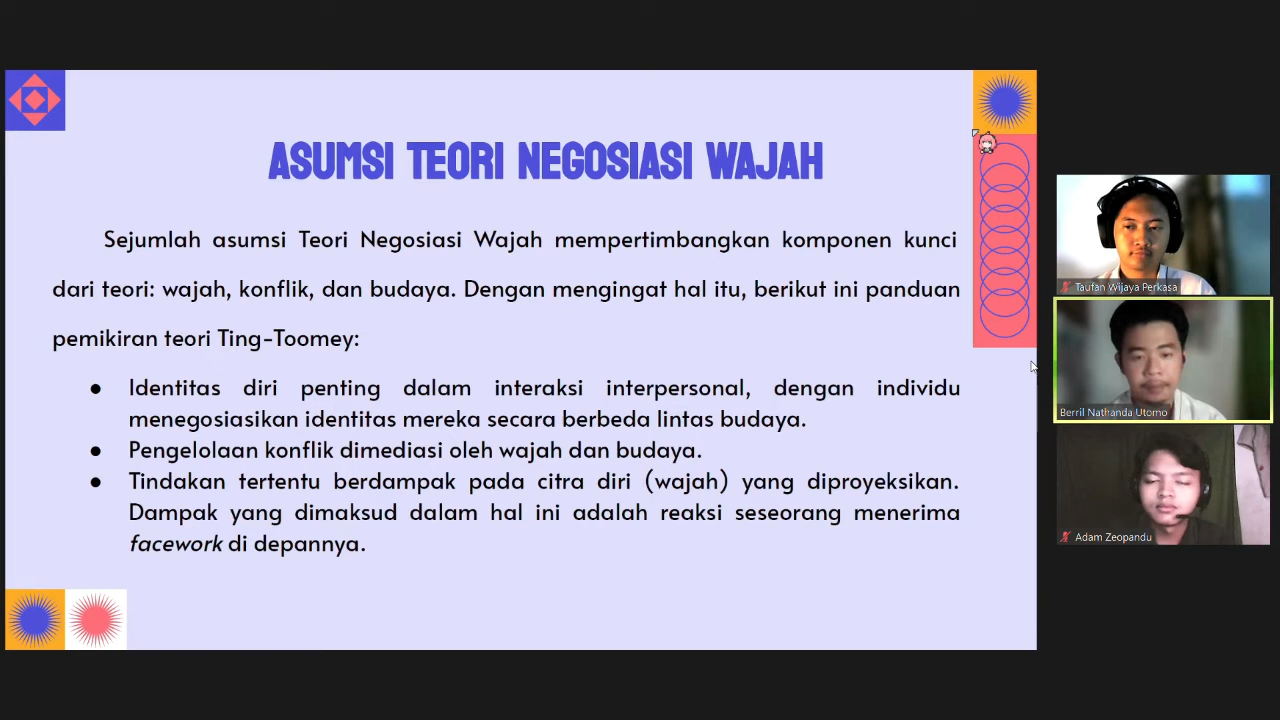 ASUMSI TEORI NEGOSIASI WAJAH
Sejumlah asumsi Teori Negosiasi Wajah mempertimbangkan komponen kunci
dari teori: wajah, konflik, dan budaya. Dengan mengingat hal itu, berikut ini panduan
pemikiran teori Ting-Toomey:
● Identitas diri penting dalam interaksi interpersonal, dengan individu
menegosiasikan identitas mereka secara berbeda lintas budaya.
● Pengelolaan konflik dimediasi oleh wajah dan budaya.
● Tindakan tertentu berdampak pada citra diri (wajah) yang diproyeksikan.
Dampak yang dimaksud dalam hal ini adalah reaksi seseorang menerima
facework di depannya.
Taufan Wijaya Perkasa
Berril Nathanda Utomo
Adam Zeopandu